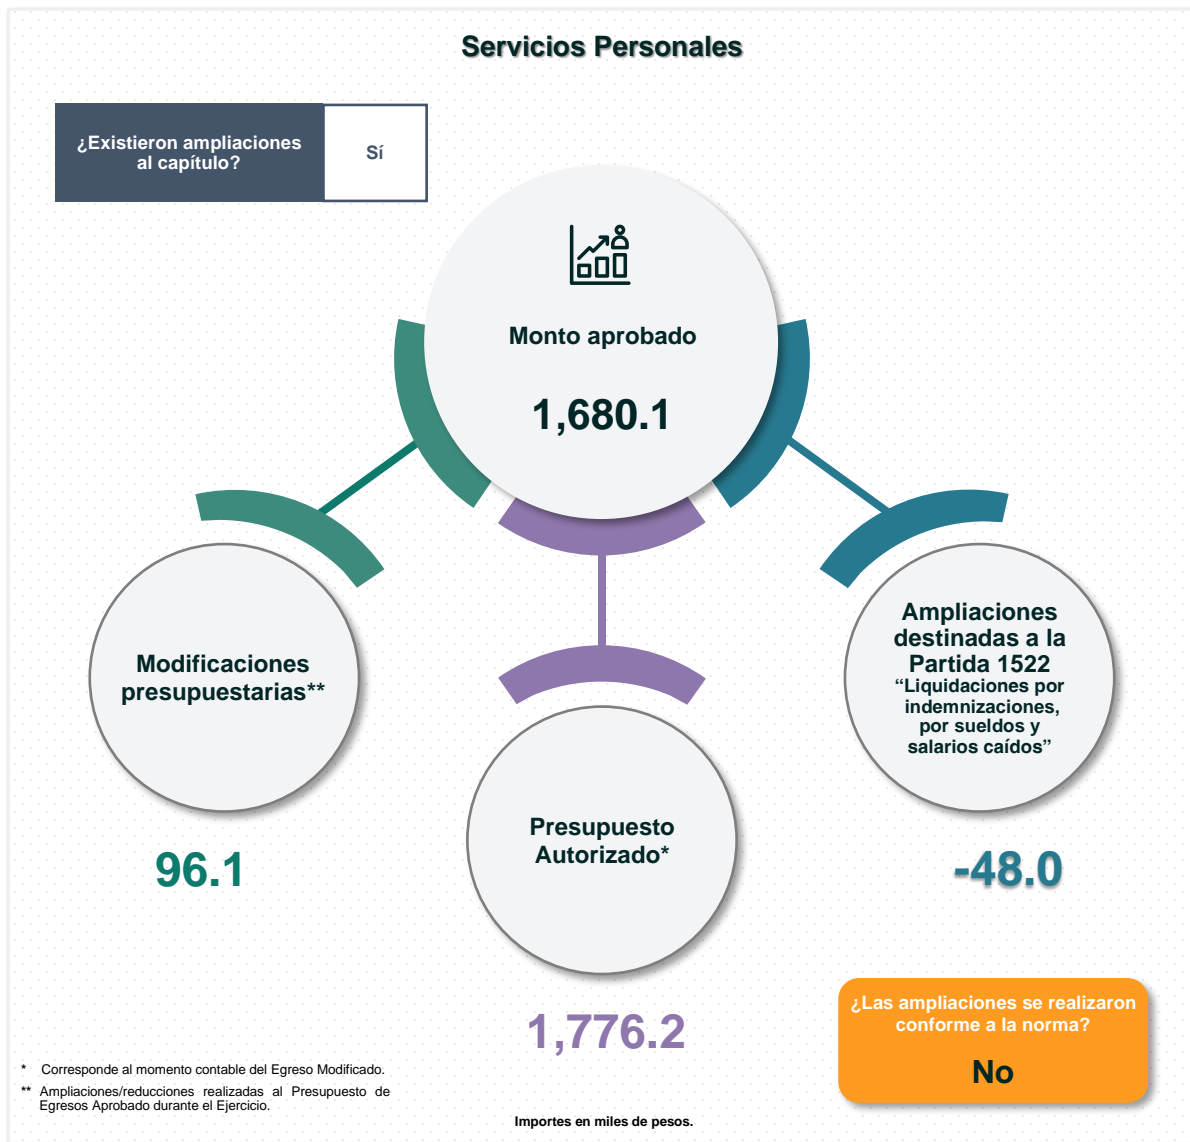 Servicios Personales
¿Existieron ampliaciones
al capítulo?
Sí
Monto aprobado
1,680.1
Modificaciones
presupuestarias**
96.1
Presupuesto
Autorizado*
1,776.2
Ampliaciones
destinadas a la
Partida 1522
“Liquidaciones por
indemnizaciones,
por sueldos y
salarios caídos”
-48.0
¿Las ampliaciones se realizaron
conforme a la norma?
No
* Corresponde al momento contable del Egreso Modificado.
** Ampliaciones/reducciones realizadas al Presupuesto de
Egresos Aprobado durante el Ejercicio.
Importes en miles de pesos.